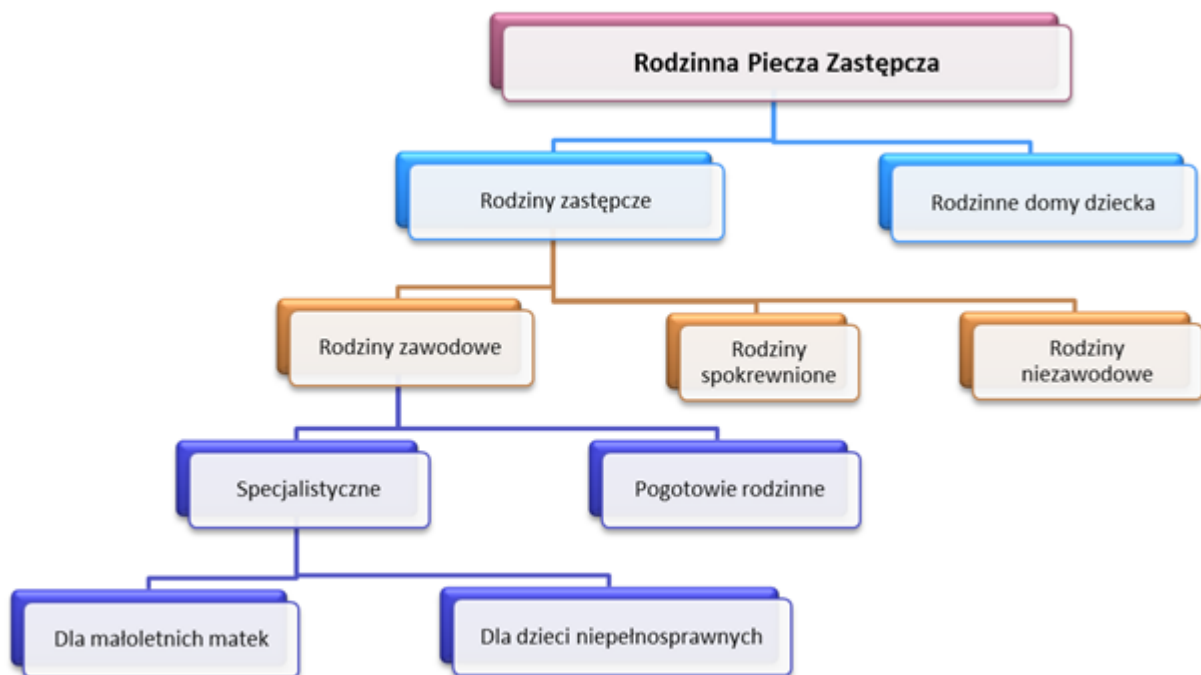 Rodzinna Piecza Zastępcza
Rodziny zastępcze
Rodzinne domy dziecka
Rodziny zawodowe
Rodziny
spokrewnione
Rodziny
niezawodowe
Specjalistyczne
Pogotowie rodzinne
Dla małoletnich matek
Dla dzieci niepełnosprawnych